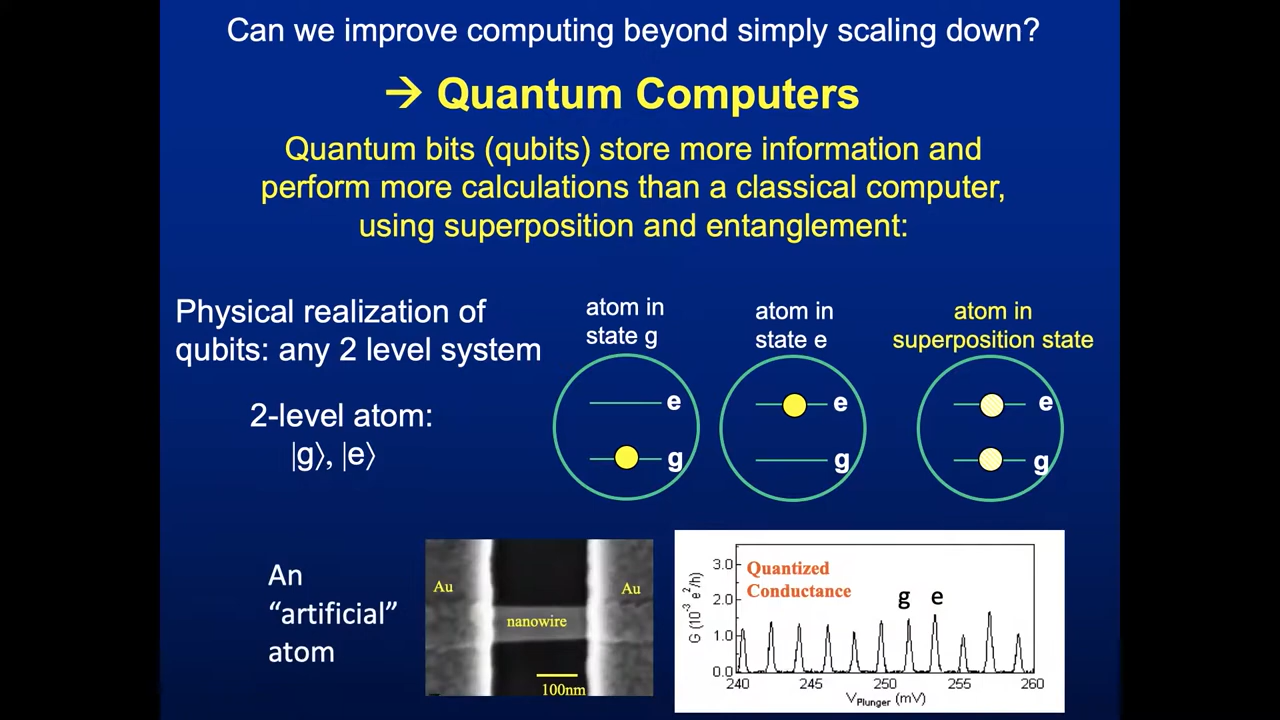 Can we improve computing beyond simply scaling down?
→ Quantum Computers
Quantum bits (qubits) store more information and
perform more calculations than a classical computer,
using superposition and entanglement:
Physical realization of
qubits: any 2 level system
2-level atom:
|g⟩, |e⟩
atom in
state g
e
g
atom in
state e
e
g
atom in
superposition state
e
g
An
“artificial”
atom
Au
Au
nanowire
100nm
Quantized
Conductance
g e
G (10⁻³ e²/h)
3.0
2.0
1.0
0.0
240 245 250 255 260
V_Plunger (mV)